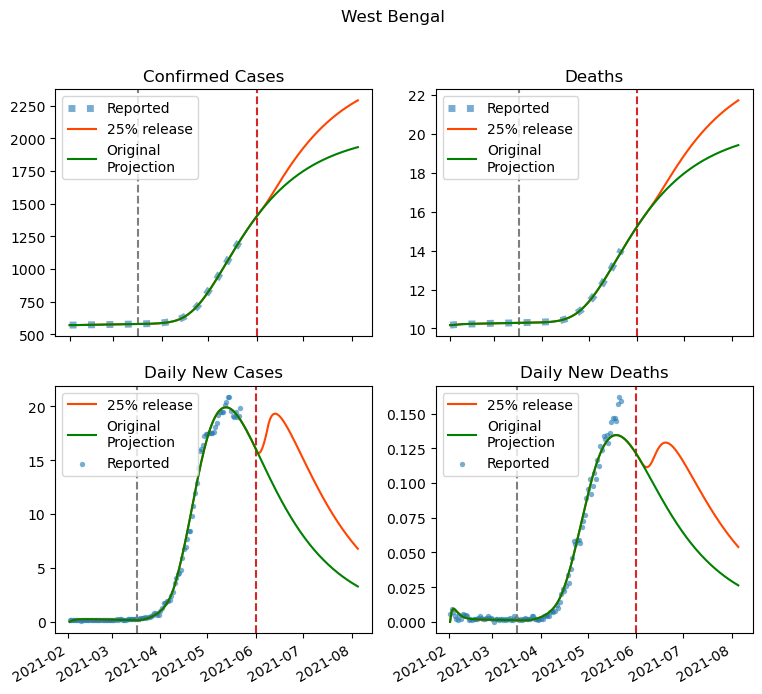 West Bengal
Confirmed Cases
2250
2000
1750
1500
1250
1000
750
500
Reported
25% release
Original
Projection
Deaths
22
20
18
16
14
12
10
Reported
25% release
Original
Projection
Daily New Cases
20
15
10
5
0
25% release
Original
Projection
Reported
2021-02
2021-03
2021-04
2021-05
2021-06
2021-07
2021-08
Daily New Deaths
0.150
0.125
0.100
0.075
0.050
0.025
0.000
25% release
Original
Projection
Reported
2021-02
2021-03
2021-04
2021-05
2021-06
2021-07
2021-08